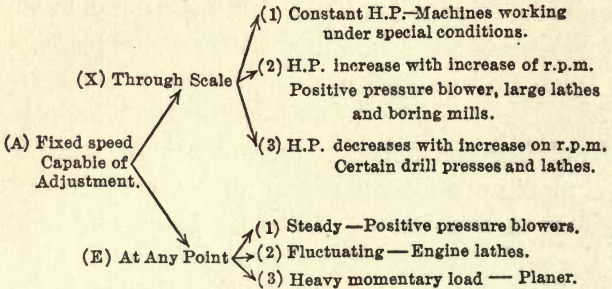 (1) Constant H.P.—Machines working
under special conditions.
(X) Through Scale
(2) H.P. increase with increase of r.p.m.
Positive pressure blower, large lathes
and boring mills.
(A) Fixed speed
Capable of
Adjustment.
(3) H.P. decreases with increase on r.p.m.
Certain drill presses and lathes.
(E) At Any Point
(1) Steady—Positive pressure blowers.
(2) Fluctuating—Engine lathes.
(3) Heavy momentary load — Planer.